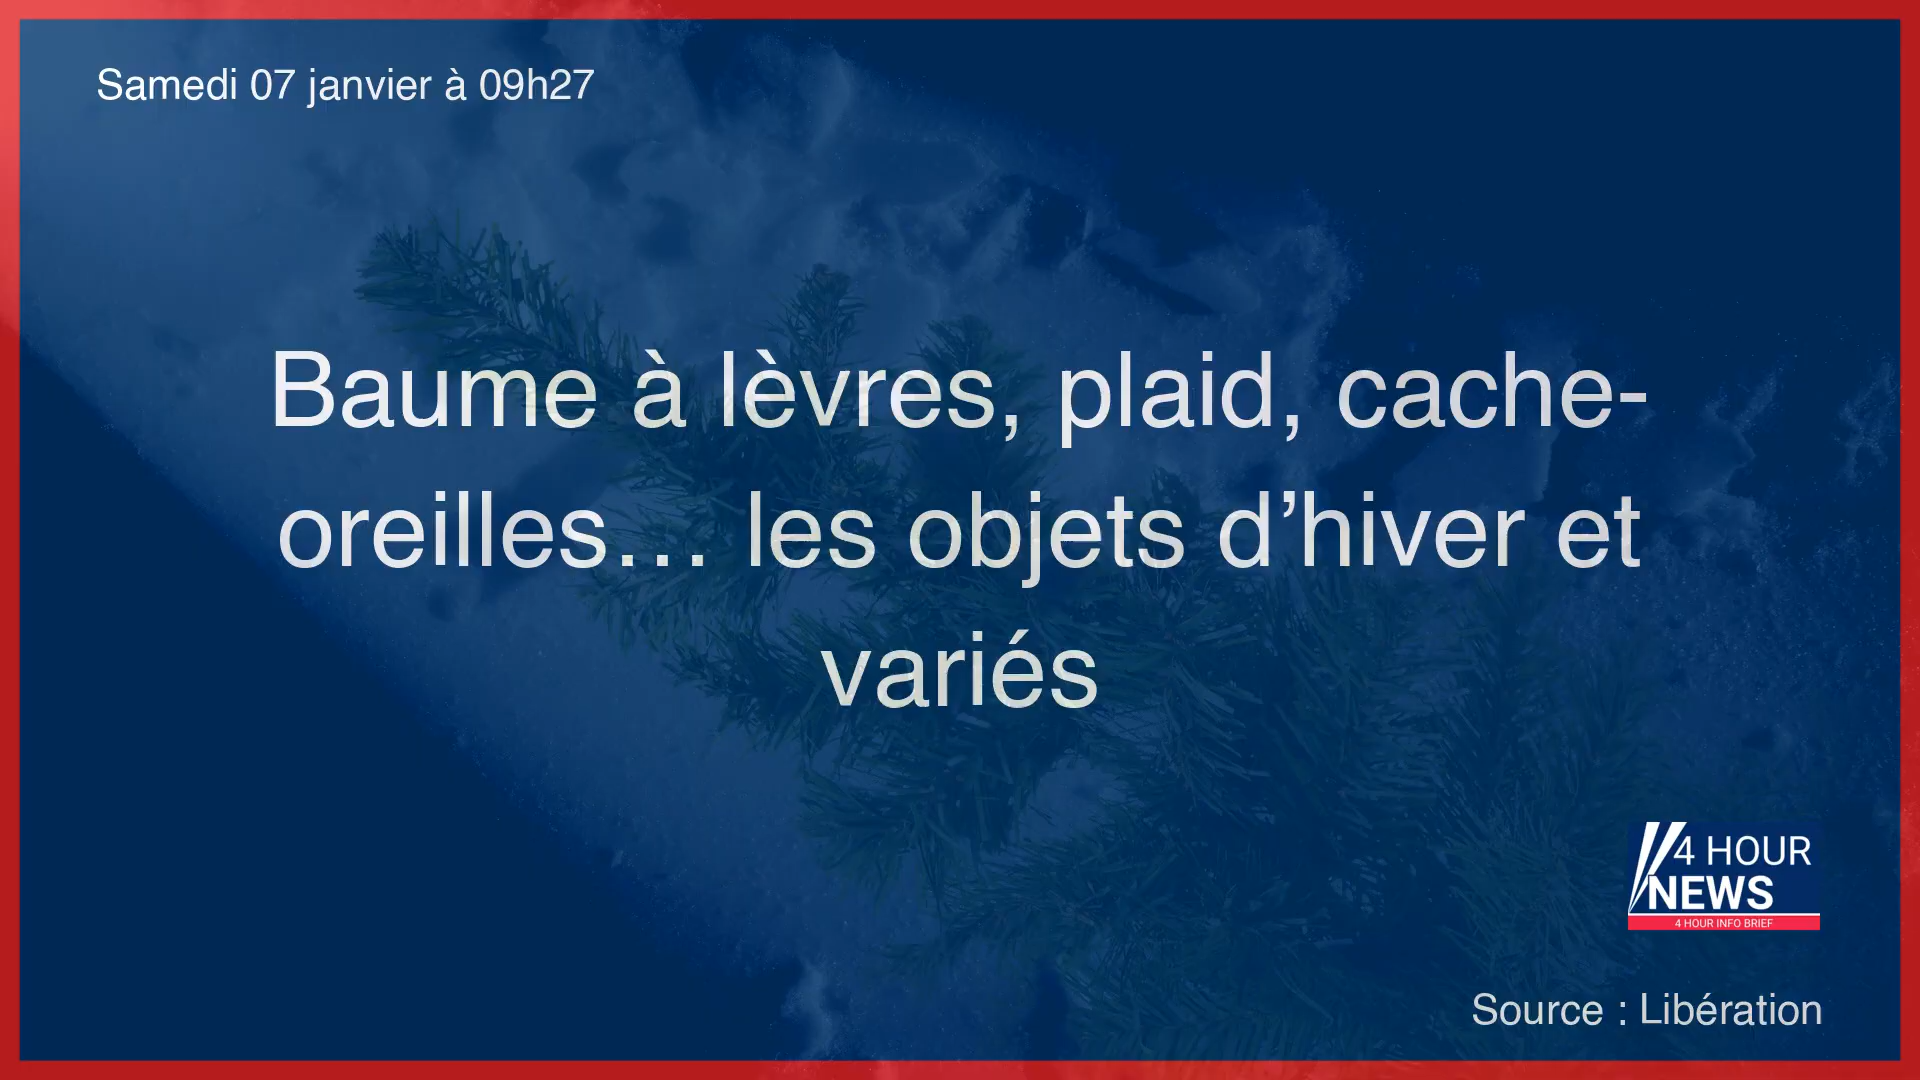 Samedi 07 janvier à 09h27
Baume à lèvres, plaid, cache-
oreilles… les objets d’hiver et
variés
4 HOUR
NEWS
4 HOUR INFO BRIEF
Source : Libération